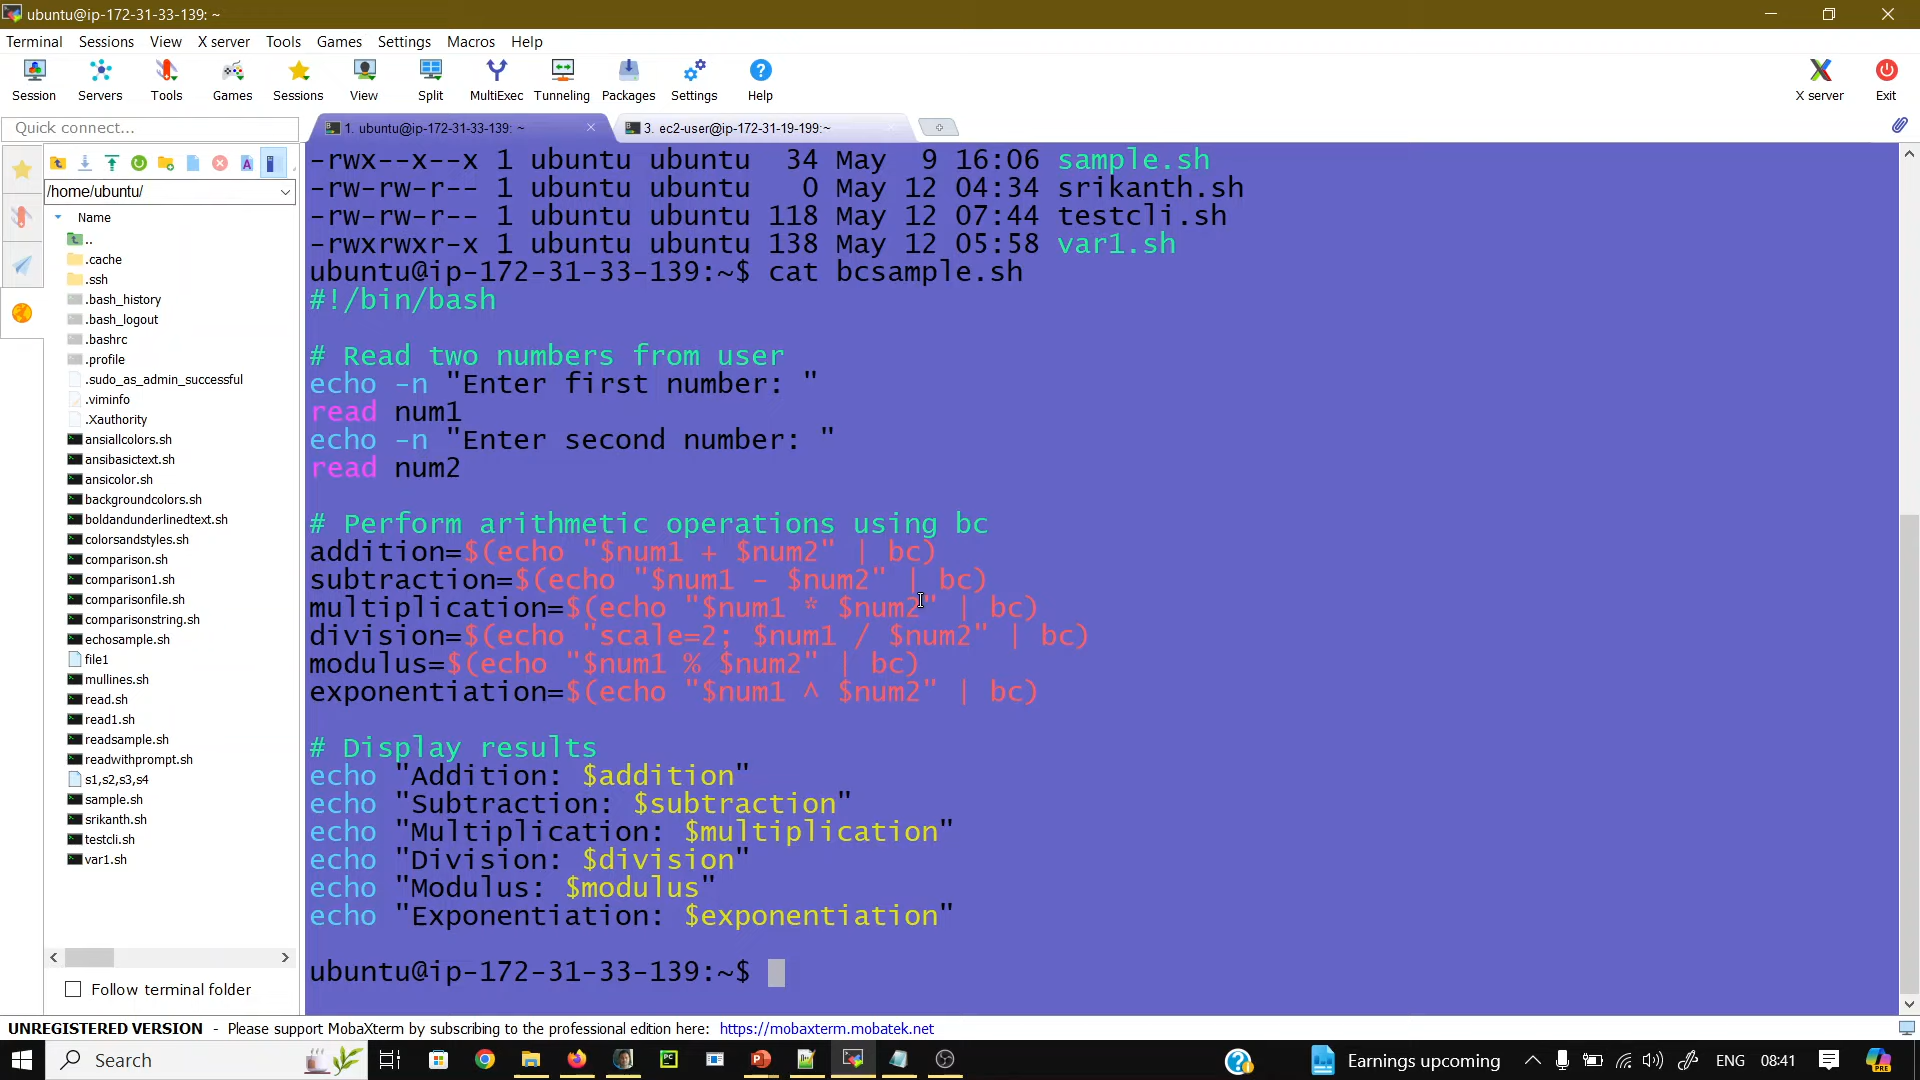 ubuntu@ip-172-31-33-139: ~
Terminal Sessions View X server Tools Games Settings Macros Help
Session Servers Tools Games Sessions View Split MultiExec Tunneling Packages Settings Help X server Exit
Quick connect...
1. ubuntu@ip-172-31-33-139: ~
3. ec2-user@ip-172-31-19-199:~
/home/ubuntu/
Name
..
.cache
.ssh
.bash_history
.bash_logout
.bashrc
.profile
.sudo_as_admin_successful
.viminfo
.Xauthority
ansiallcolors.sh
ansibasictext.sh
ansicolor.sh
backgroundcolors.sh
boldandunderlinedtext.sh
colorsandstyles.sh
comparison.sh
comparison1.sh
comparisonfile.sh
comparisonstring.sh
echosample.sh
file1
mullines.sh
read.sh
read1.sh
readsample.sh
readwithprompt.sh
s1,s2,s3,s4
sample.sh
srikanth.sh
testcli.sh
var1.sh
Follow terminal folder
-rwx--x--x 1 ubuntu ubuntu  34 May  9 16:06 sample.sh
-rw-rw-r-- 1 ubuntu ubuntu   0 May 12 04:34 srikanth.sh
-rw-rw-r-- 1 ubuntu ubuntu 118 May 12 07:44 testcli.sh
-rwxrwxr-x 1 ubuntu ubuntu 138 May 12 05:58 var1.sh
ubuntu@ip-172-31-33-139:~$ cat bcsample.sh
#!/bin/bash
# Read two numbers from user
echo -n "Enter first number: "
read num1
echo -n "Enter second number: "
read num2
# Perform arithmetic operations using bc
addition=$(echo "$num1 + $num2" | bc)
subtraction=$(echo "$num1 - $num2" | bc)
multiplication=$(echo "$num1 * $num2" | bc)
division=$(echo "scale=2; $num1 / $num2" | bc)
modulus=$(echo "$num1 % $num2" | bc)
exponentiation=$(echo "$num1 ^ $num2" | bc)
# Display results
echo "Addition: $addition"
echo "Subtraction: $subtraction"
echo "Multiplication: $multiplication"
echo "Division: $division"
echo "Modulus: $modulus"
echo "Exponentiation: $exponentiation"
ubuntu@ip-172-31-33-139:~$
UNREGISTERED VERSION - Please support MobaXterm by subscribing to the professional edition here: https://mobaxterm.mobatek.net
Search
Earnings upcoming
ENG 08:41